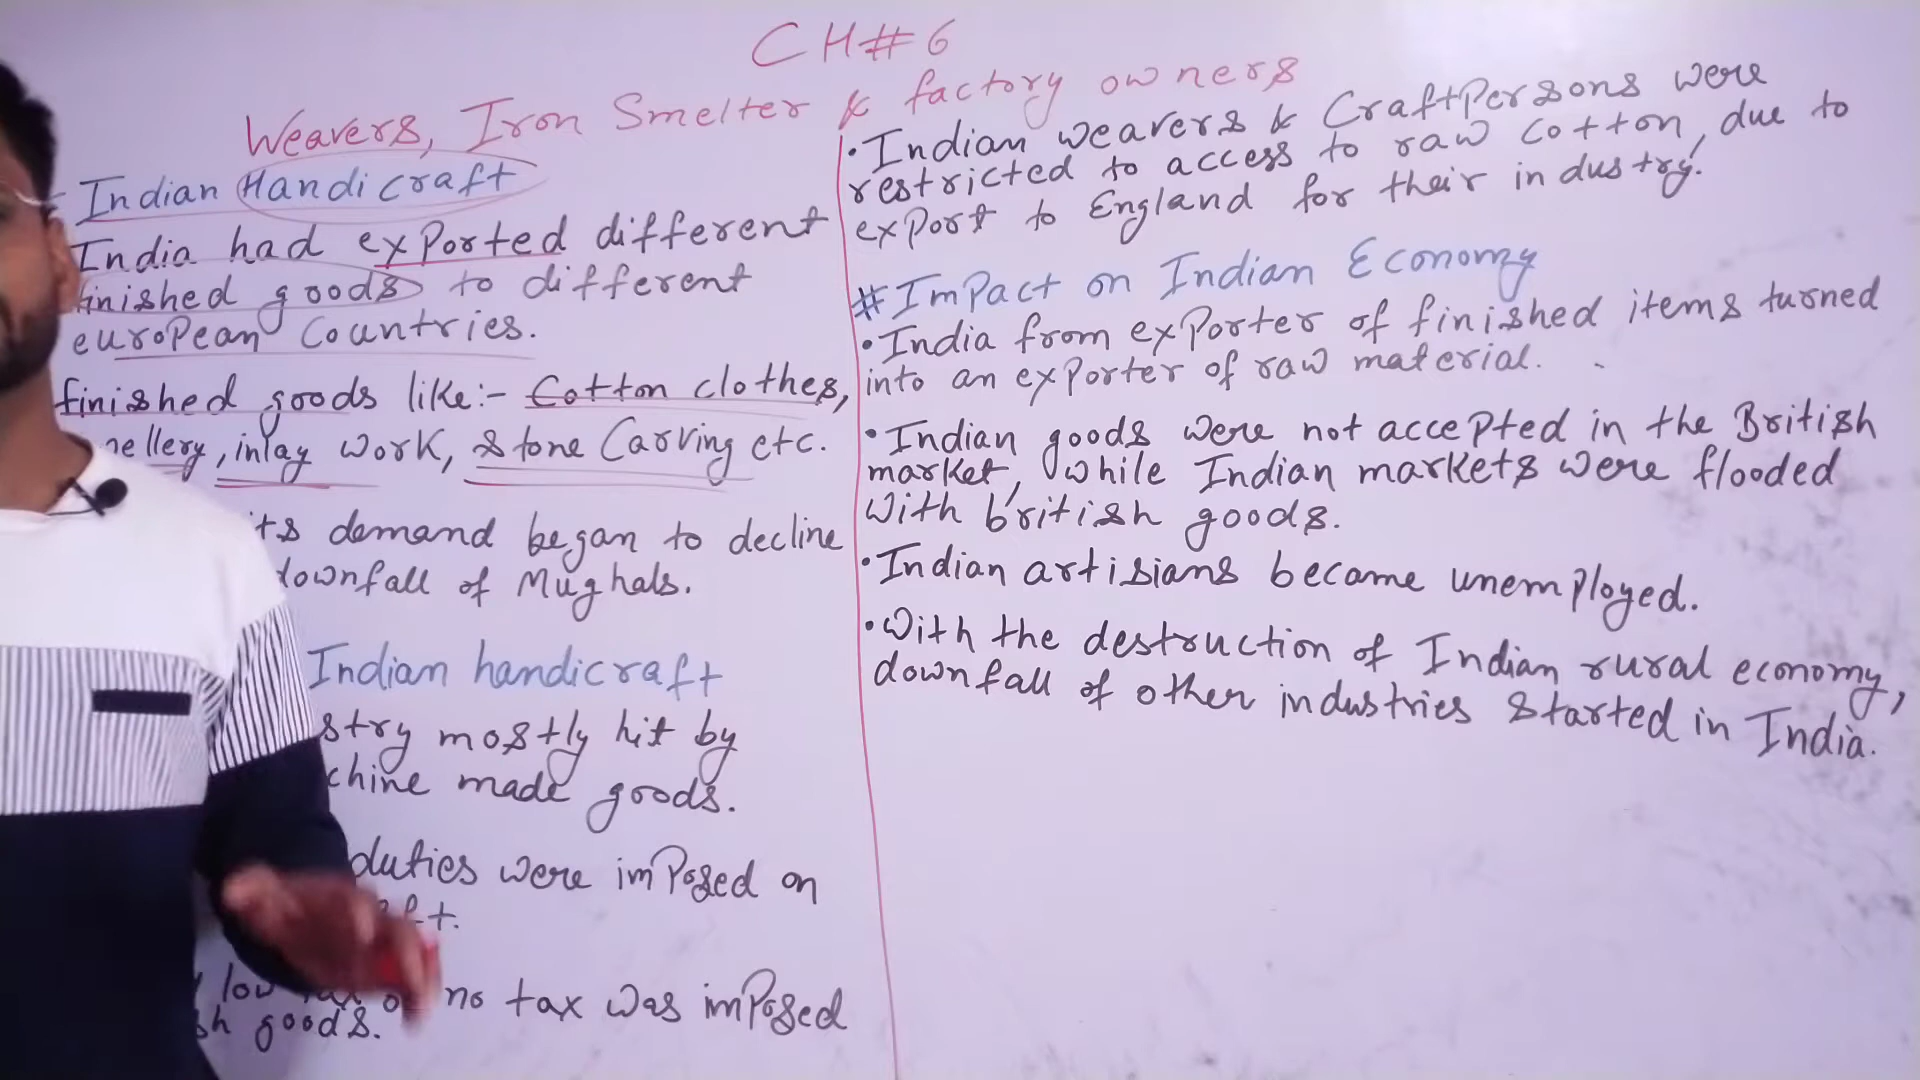 CH#6
Weavers, Iron Smelter & factory owners
Indian Handicraft
India had exported different
finished goods to different
european Countries.
finished goods like:- Cotton clothes,
inlay work, stone Carving etc.
demand began to decline
downfall of Mughals.
Indian handicraft
mostly hit by
made goods.
duties were imposed on
no tax was imposed
goods.
• Indian weavers & CraftPersons were
restricted to access to raw Cotton, due to
export to England for their industry.
# Impact on Indian Economy
• India from exporter of finished items turned
into an exporter of raw material.
• Indian goods were not accepted in the British
market, while Indian markets were flooded
with british goods.
• Indian artisians became unemployed.
• With the destruction of Indian rural economy,
downfall of other industries started in India.